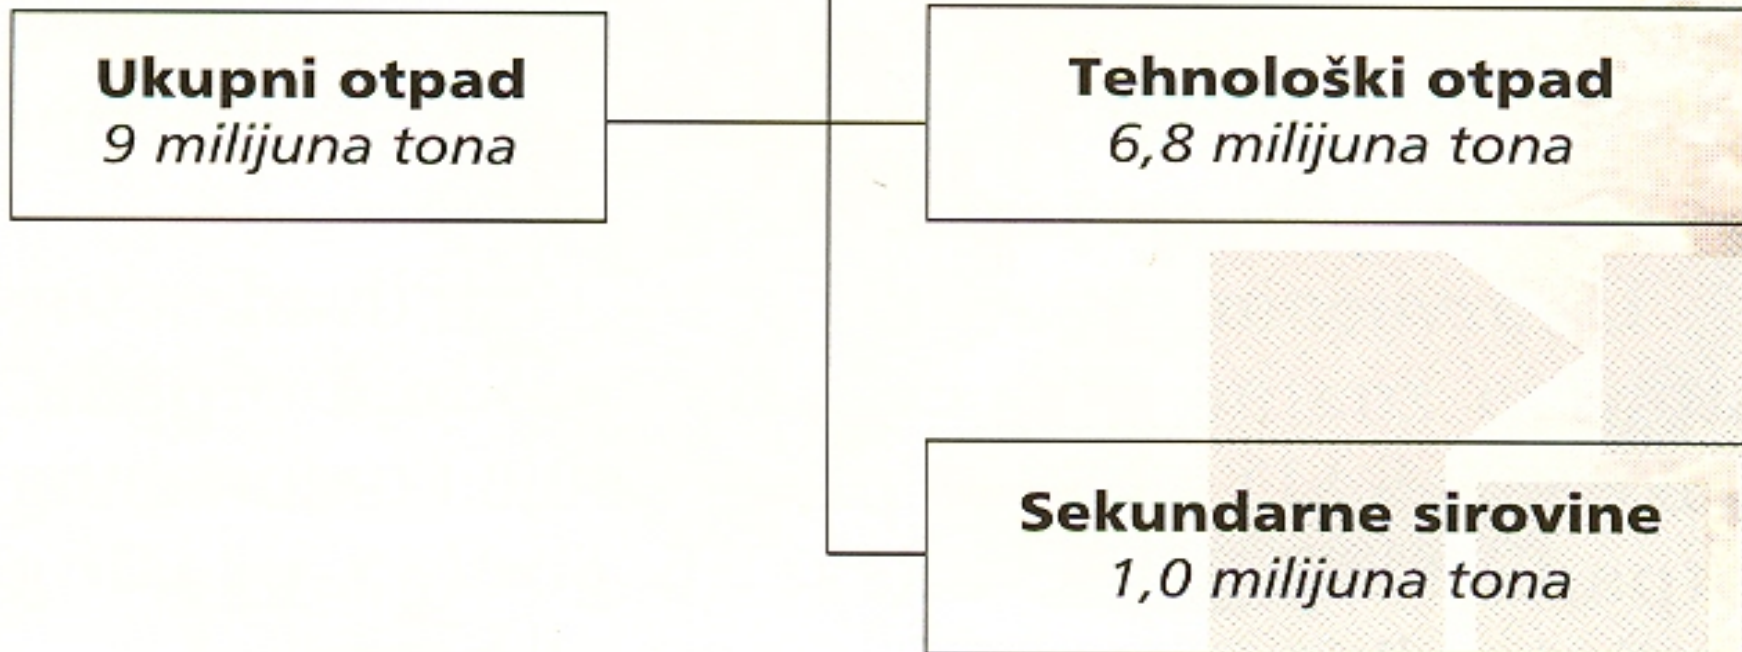 Ukupni otpad
9 milijuna tona
Tehnološki otpad
6,8 milijuna tona
Sekundarne sirovine
1,0 milijuna tona